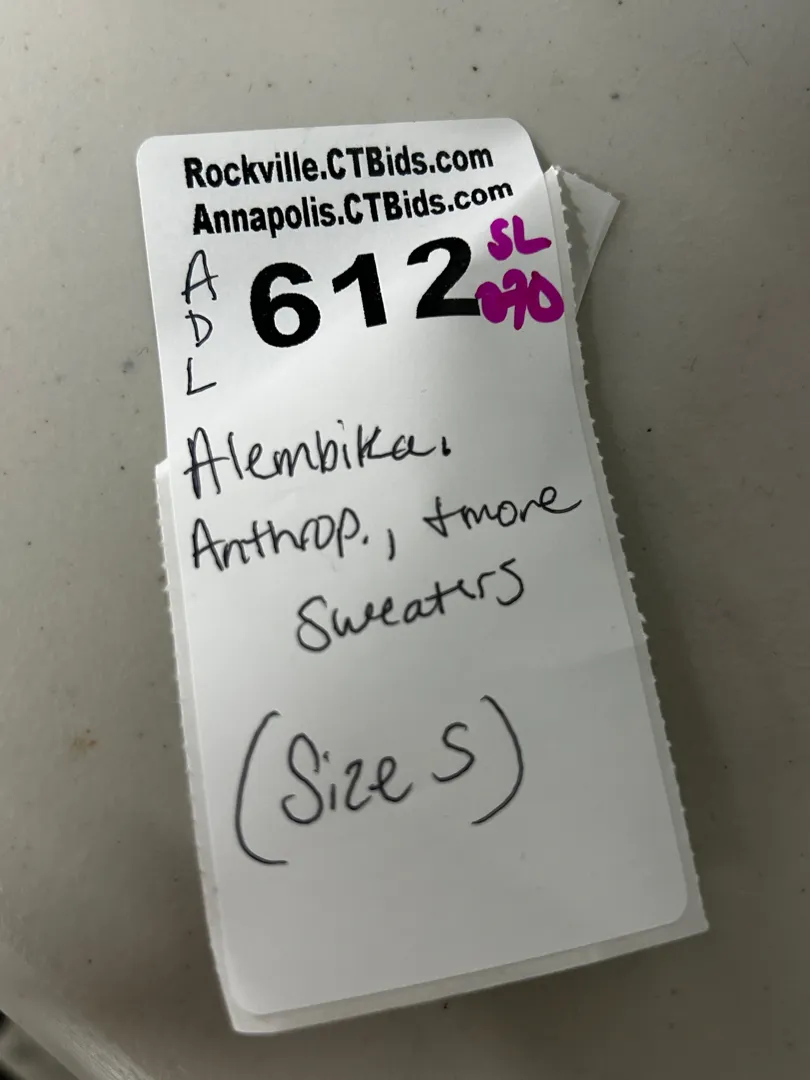 Rockville.CTBids.com
Annapolis.CTBids.com
A
D
L
612
SL
Alembika,
Anthrop., + more
Sweaters
(Size S)